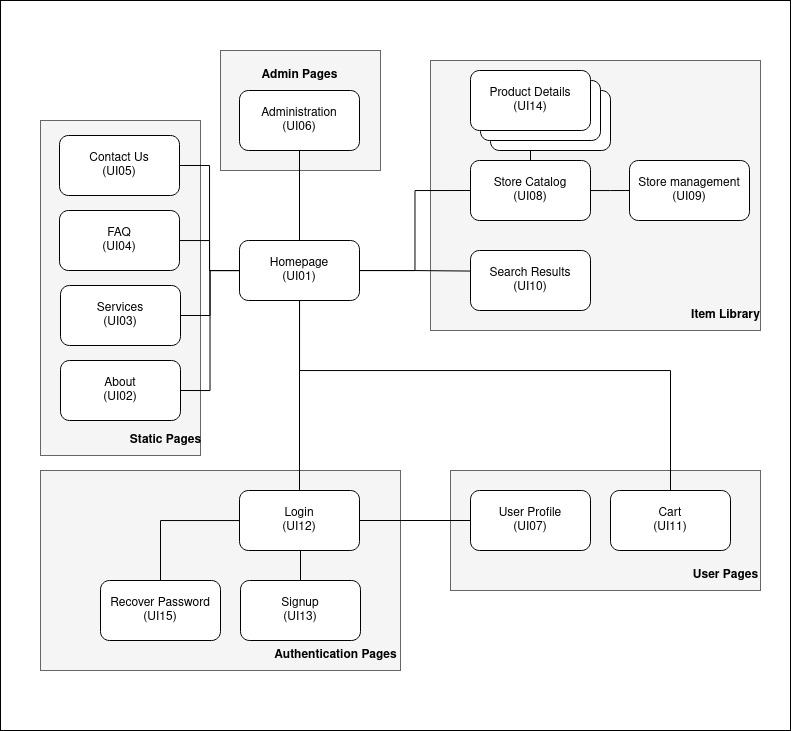 Admin Pages
Administration
(UI06)
Product Details
(UI14)
Store Catalog
(UI08)
Store management
(UI09)
Search Results
(UI10)
Item Library
Contact Us
(UI05)
FAQ
(UI04)
Services
(UI03)
About
(UI02)
Static Pages
Homepage
(UI01)
Login
(UI12)
Recover Password
(UI15)
Signup
(UI13)
Authentication Pages
User Profile
(UI07)
Cart
(UI11)
User Pages